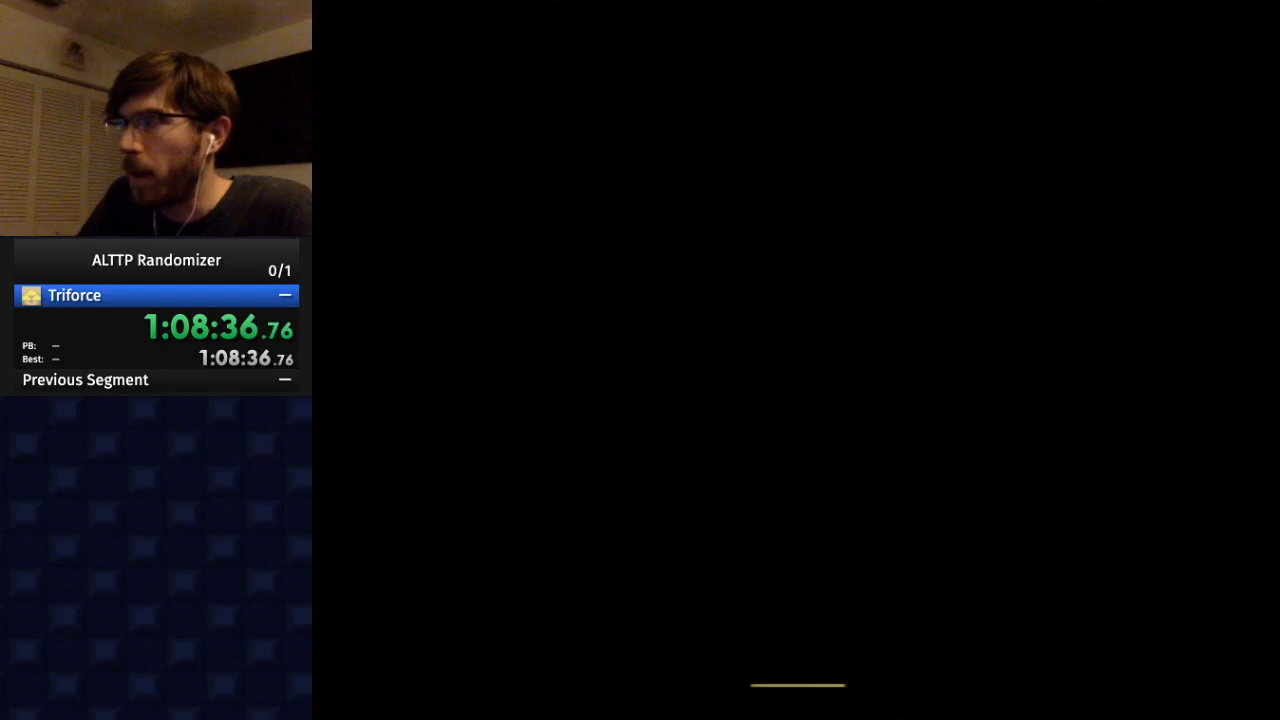 ALTTP Randomizer
0/1
Triforce —
1:08:36.76
PB: —
Best: — 1:08:36.76
Previous Segment —